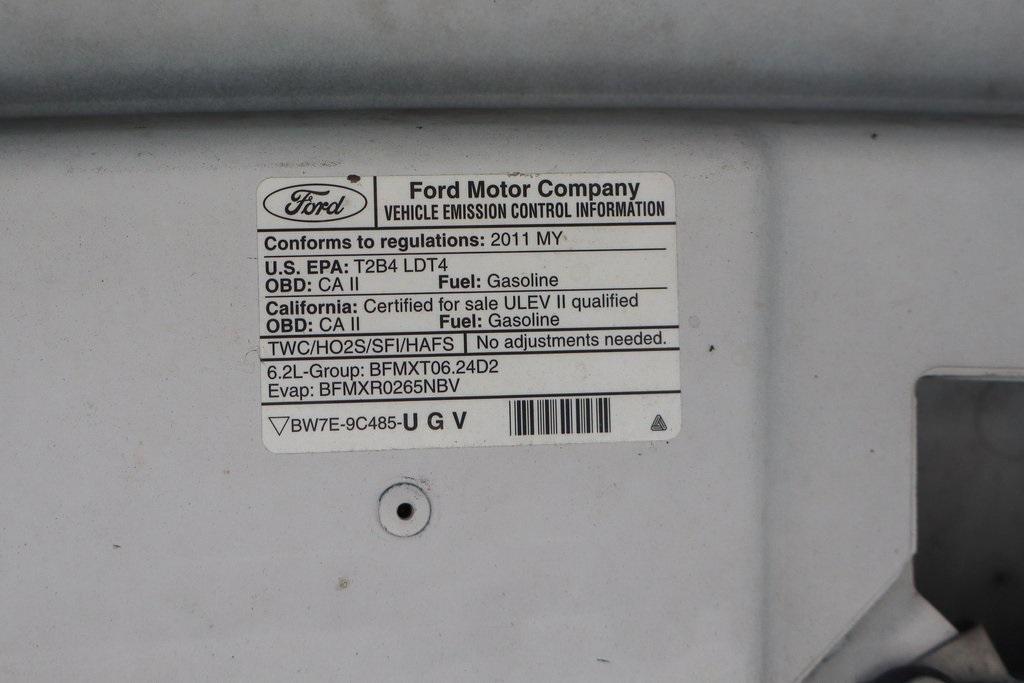 Ford
Ford Motor Company
VEHICLE EMISSION CONTROL INFORMATION
Conforms to regulations: 2011 MY
U.S. EPA: T2B4 LDT4
OBD: CA II Fuel: Gasoline
California: Certified for sale ULEV II qualified
OBD: CA II Fuel: Gasoline
TWC/HO2S/SFI/HAFS No adjustments needed.
6.2L-Group: BFMXT06.24D2
Evap: BFMXR0265NBV
BW7E-9C485-U G V